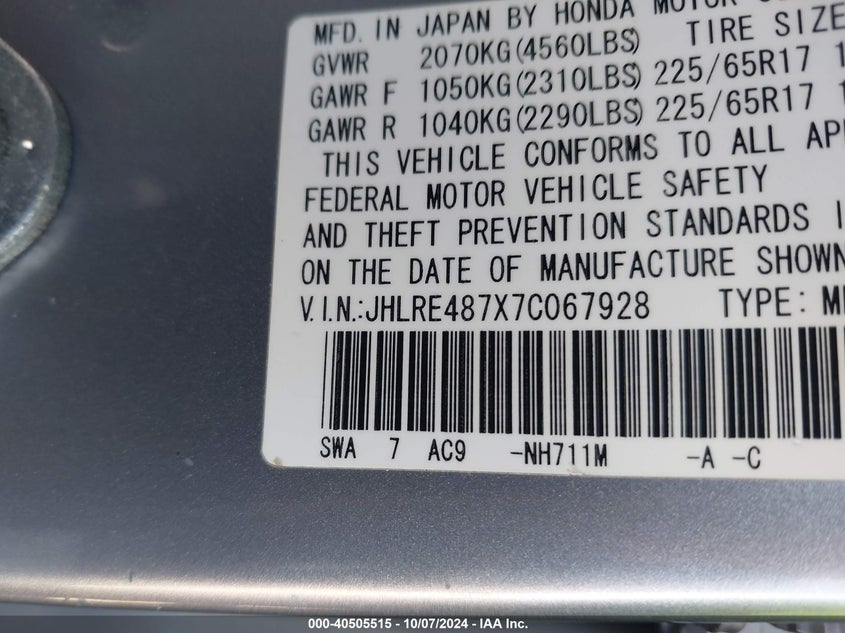 MFD. IN JAPAN BY HONDA MOTOR
GVWR 2070KG(4560LBS) TIRE SIZE
GAWR F 1050KG(2310LBS) 225/65R17
GAWR R 1040KG(2290LBS) 225/65R17
THIS VEHICLE CONFORMS TO ALL
FEDERAL MOTOR VEHICLE SAFETY
AND THEFT PREVENTION STANDARDS
ON THE DATE OF MANUFACTURE SHOWN
V.I.N.:JHLRE487X7C067928 TYPE:
SWA 7 AC9 -NH711M -A -C
000-40505515 - 10/07/2024 - IAA Inc.